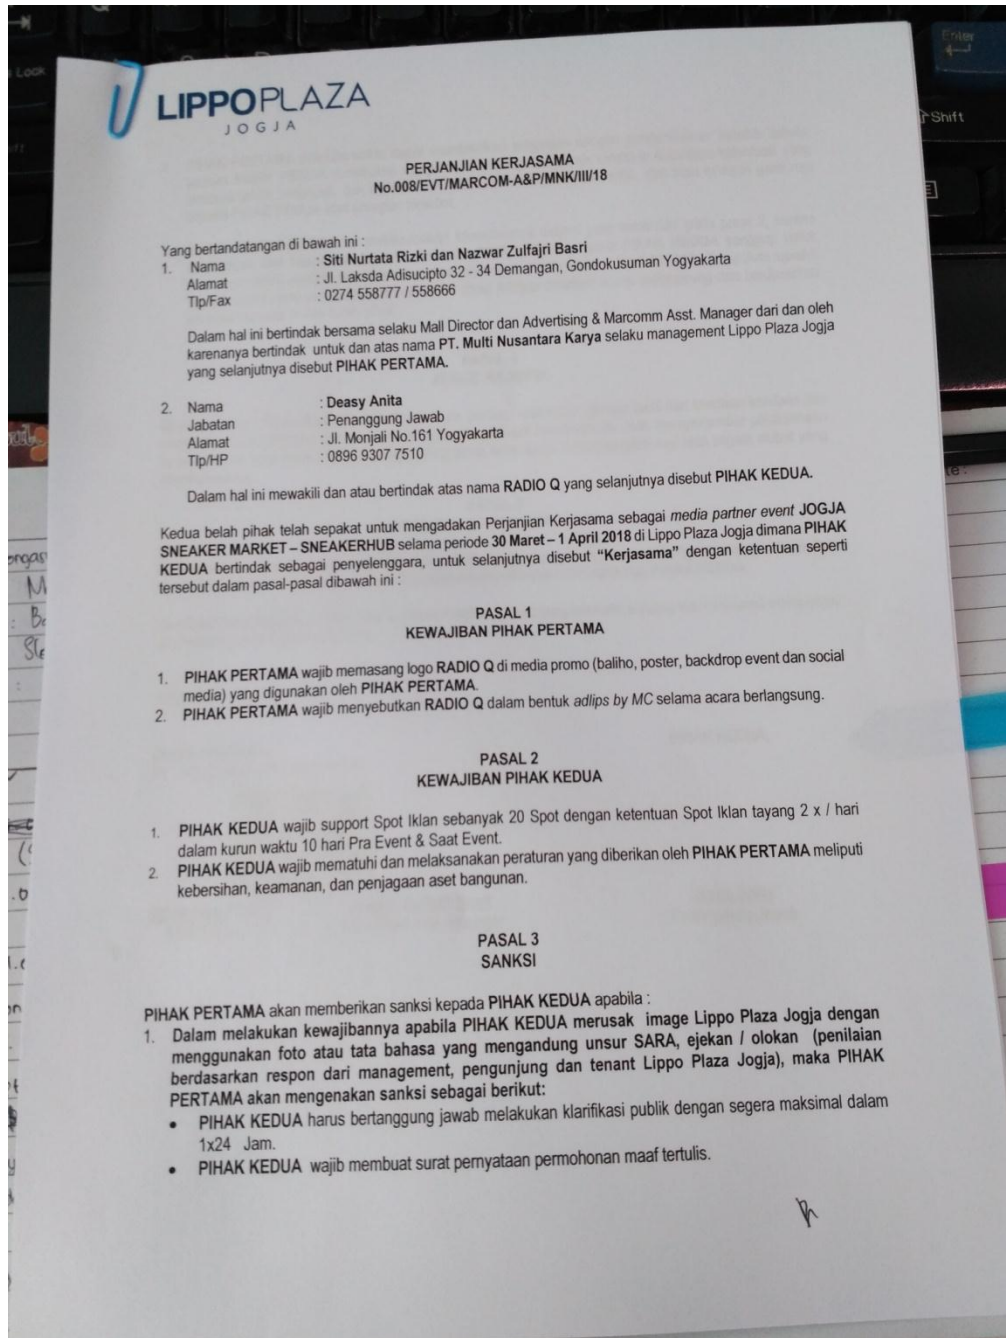 LIPPOPLAZA
JOGJA
PERJANJIAN KERJASAMA
No.008/EVT/MARCOM-A&P/MNK/III/18
Yang bertandatangan di bawah ini :
1. Nama : Siti Nurtata Rizki dan Nazwar Zulfajri Basri
Alamat : Jl. Laksda Adisucipto 32 - 34 Demangan, Gondokusuman Yogyakarta
Tlp/Fax : 0274 558777 / 558666
Dalam hal ini bertindak bersama selaku Mall Director dan Advertising & Marcomm Asst. Manager dari dan oleh
karenanya bertindak untuk dan atas nama PT. Multi Nusantara Karya selaku management Lippo Plaza Jogja
yang selanjutnya disebut PIHAK PERTAMA.
2. Nama : Deasy Anita
Jabatan : Penanggung Jawab
Alamat : Jl. Monjali No.161 Yogyakarta
Tlp/HP : 0896 9307 7510
Dalam hal ini mewakili dan atau bertindak atas nama RADIO Q yang selanjutnya disebut PIHAK KEDUA.
Kedua belah pihak telah sepakat untuk mengadakan Perjanjian Kerjasama sebagai media partner event JOGJA
SNEAKER MARKET – SNEAKERHUB selama periode 30 Maret – 1 April 2018 di Lippo Plaza Jogja dimana PIHAK
KEDUA bertindak sebagai penyelenggara, untuk selanjutnya disebut "Kerjasama" dengan ketentuan seperti
tersebut dalam pasal-pasal dibawah ini :
PASAL 1
KEWAJIBAN PIHAK PERTAMA
1. PIHAK PERTAMA wajib memasang logo RADIO Q di media promo (baliho, poster, backdrop event dan social
media) yang digunakan oleh PIHAK PERTAMA.
2. PIHAK PERTAMA wajib menyebutkan RADIO Q dalam bentuk adlips by MC selama acara berlangsung.
PASAL 2
KEWAJIBAN PIHAK KEDUA
1. PIHAK KEDUA wajib support Spot Iklan sebanyak 20 Spot dengan ketentuan Spot Iklan tayang 2 x / hari
dalam kurun waktu 10 hari Pra Event & Saat Event.
2. PIHAK KEDUA wajib mematuhi dan melaksanakan peraturan yang diberikan oleh PIHAK PERTAMA meliputi
kebersihan, keamanan, dan penjagaan aset bangunan.
PASAL 3
SANKSI
PIHAK PERTAMA akan memberikan sanksi kepada PIHAK KEDUA apabila :
1. Dalam melakukan kewajibannya apabila PIHAK KEDUA merusak image Lippo Plaza Jogja dengan
menggunakan foto atau tata bahasa yang mengandung unsur SARA, ejekan / olokan (penilaian
berdasarkan respon dari management, pengunjung dan tenant Lippo Plaza Jogja), maka PIHAK
PERTAMA akan mengenakan sanksi sebagai berikut:
• PIHAK KEDUA harus bertanggung jawab melakukan klarifikasi publik dengan segera maksimal dalam
1x24 Jam.
• PIHAK KEDUA wajib membuat surat pernyataan permohonan maaf tertulis.
Enter
Shift
Lock